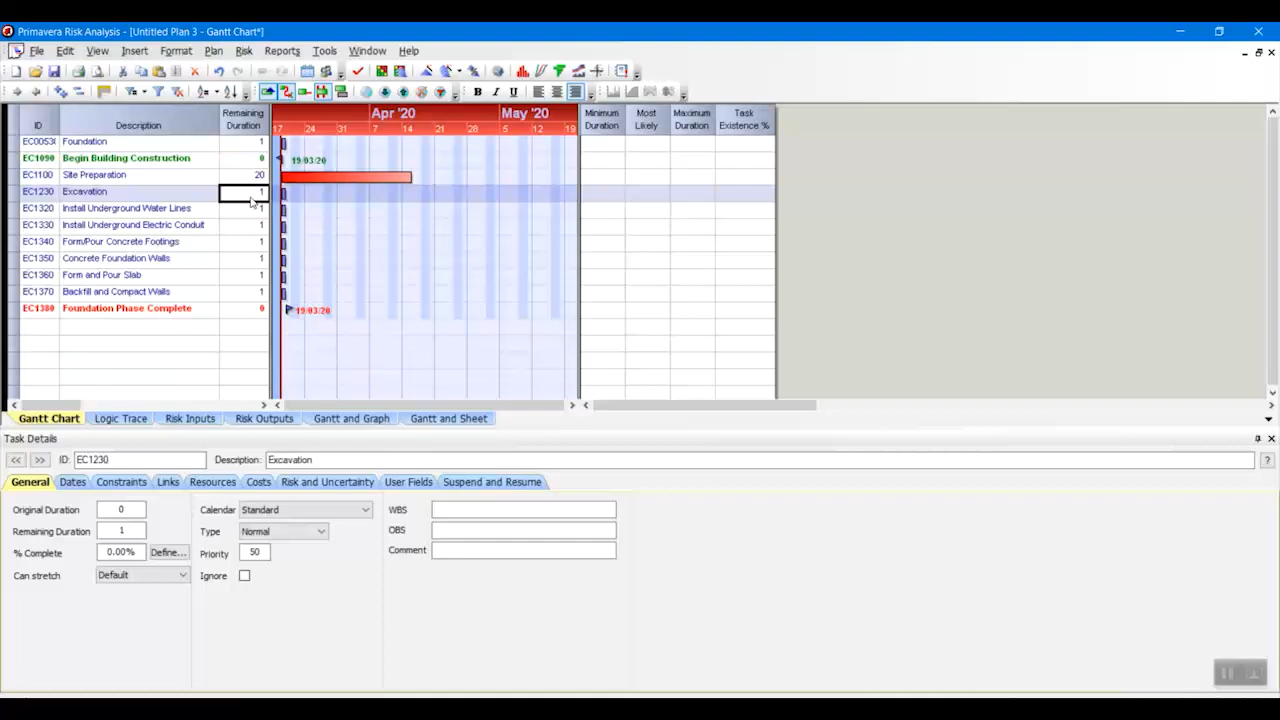 Primavera Risk Analysis - [Untitled Plan 3 - Gantt Chart*]
File Edit View Insert Format Plan Risk Reports Tools Window Help
B I U
ID Description Remaining Duration Apr '20 May '20 Minimum Duration Most Likely Maximum Duration Task Existence %
17 24 31 7 14 5 12 19
Foundation 1
EC1090 Begin Building Construction 0 19/03/20
EC1100 Site Preparation 20
EC1230 Excavation 1
EC1320 Install Underground Water Lines 1
EC1330 Install Underground Electric Conduit 1
EC1340 Form/Pour Concrete Footings 1
EC1350 Concrete Foundation Walls 1
EC1360 Form and Pour Slab 1
EC1370 Backfill and Compact Walls 1
EC1380 Foundation Phase Complete 0 19/03/20
Gantt Chart Logic Trace Risk Inputs Risk Outputs Gantt and Graph Gantt and Sheet
Task Details
<< >> ID: EC1230 Description: Excavation ?
General Dates Constraints Links Resources Costs Risk and Uncertainty User Fields Suspend and Resume
Original Duration 0 Calendar Standard WBS
Remaining Duration 1 Type Normal OBS
% Complete 0.00% Define... Priority 50 Comment
Can stretch Default Ignore